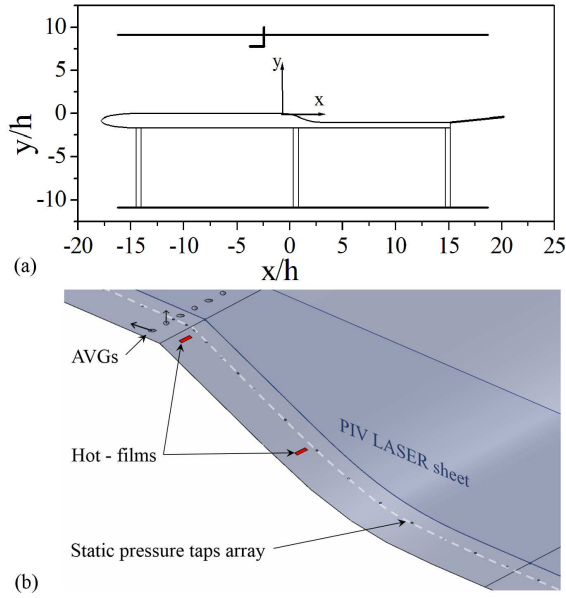 10
5
0
-5
-10
y/h
y
x
-20
-15
-10
-5
0
5
10
15
20
25
x/h
(a)
AVGs
PIV LASER sheet
Hot - films
Static pressure taps array
(b)